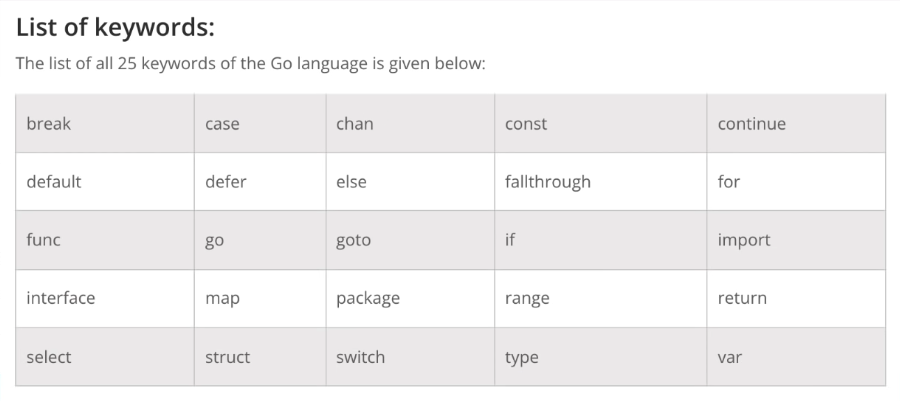 List of keywords:
The list of all 25 keywords of the Go language is given below:
break case chan const continue
default defer else fallthrough for
func go goto if import
interface map package range return
select struct switch type var